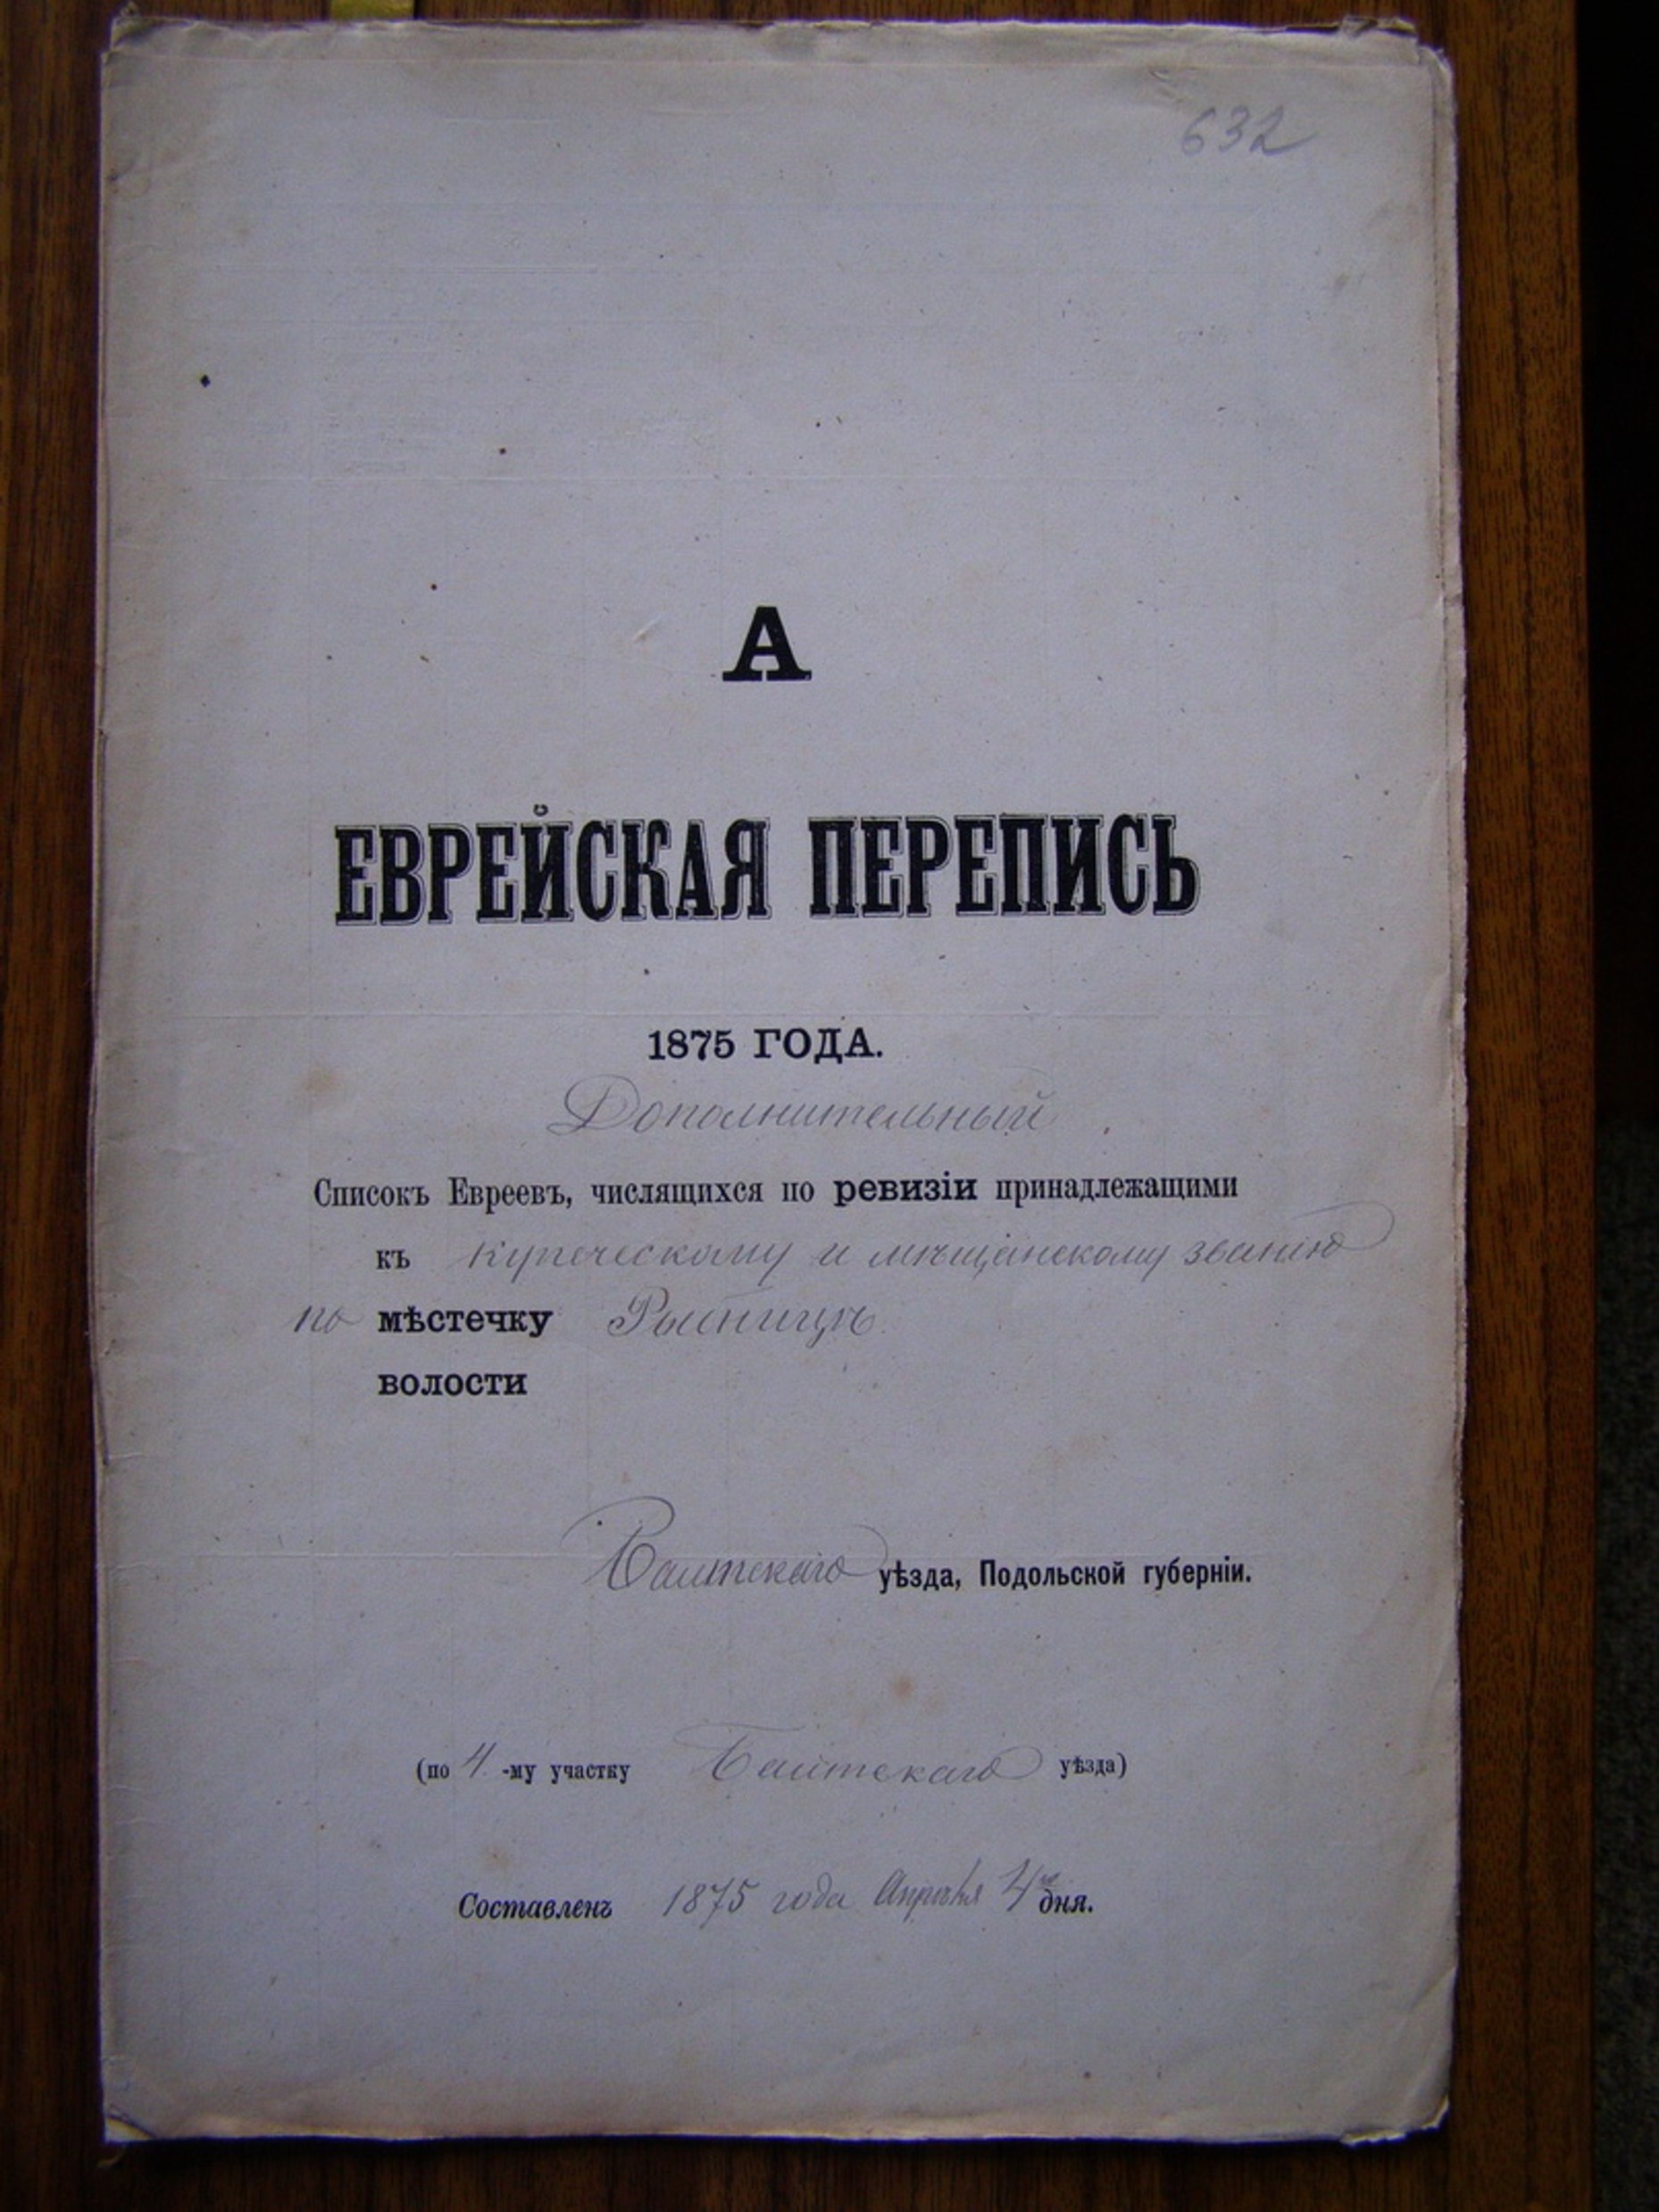 632
А
ЕВРЕЙСКАЯ ПЕРЕПИСЬ
1875 ГОДА.
Дополнительный
Списокъ Евреевъ, числящихся по ревизіи принадлежащими
къ купеческому и мѣщанскому званію
по мѣстечку Рыбницѣ
волости
Балтскаго уѣзда, Подольской губерніи.
(по 4 -му участку Балтскаго уѣзда)
Составленъ 1875 года Апрѣля 4го дня.